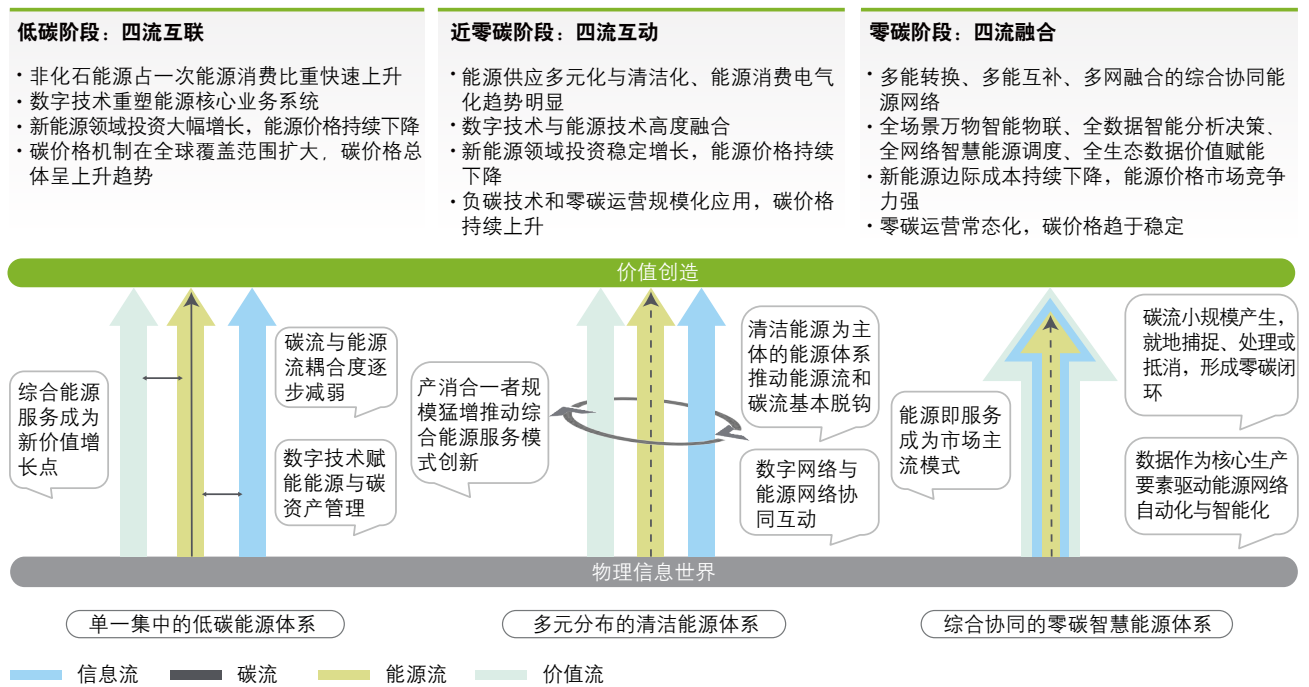 低碳阶段：四流互联
· 非化石能源占一次能源消费比重快速上升
· 数字技术重塑能源核心业务系统
· 新能源领域投资大幅增长，能源价格持续下降
· 碳价格机制在全球覆盖范围扩大，碳价格总
体呈上升趋势
近零碳阶段：四流互动
· 能源供应多元化与清洁化、能源消费电气
化趋势明显
· 数字技术与能源技术高度融合
· 新能源领域投资稳定增长，能源价格持续
下降
· 负碳技术和零碳运营规模化应用，碳价格
持续上升
零碳阶段：四流融合
· 多能转换、多能互补、多网融合的综合协同能
源网络
· 全场景万物智能物联、全数据智能分析决策、
全网络智慧能源调度、全生态数据价值赋能
· 新能源边际成本持续下降，能源价格市场竞争
力强
· 零碳运营常态化，碳价格趋于稳定
价值创造
综合能源
服务成为
新价值增
长点
碳流与能源
流耦合度逐
步减弱
数字技术赋
能能源与碳
资产管理
产消合一者规
模猛增推动综
合能源服务模
式创新
清洁能源为主
体的能源体系
推动能源流和
碳流基本脱钩
数字网络与
能源网络协
同互动
能源即服务
成为市场主
流模式
碳流小规模产生，
就地捕捉、处理或
抵消，形成零碳闭
环
数据作为核心生产
要素驱动能源网络
自动化与智能化
物理信息世界
单一集中的低碳能源体系
多元分布的清洁能源体系
综合协同的零碳智慧能源体系
信息流
碳流
能源流
价值流